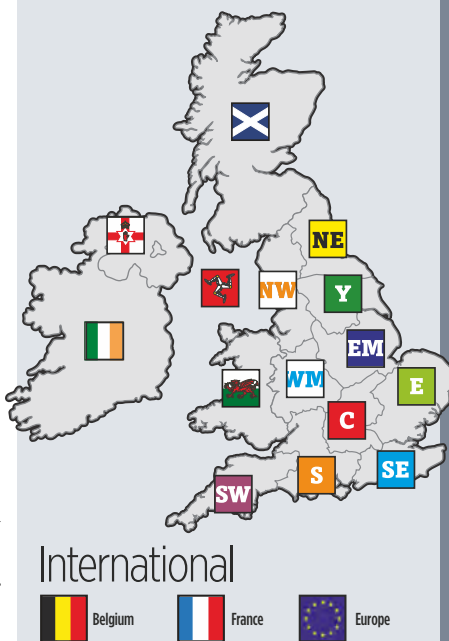 NE
NW
Y
EM
WM
E
C
S
SE
SW
International
Belgium France Europe